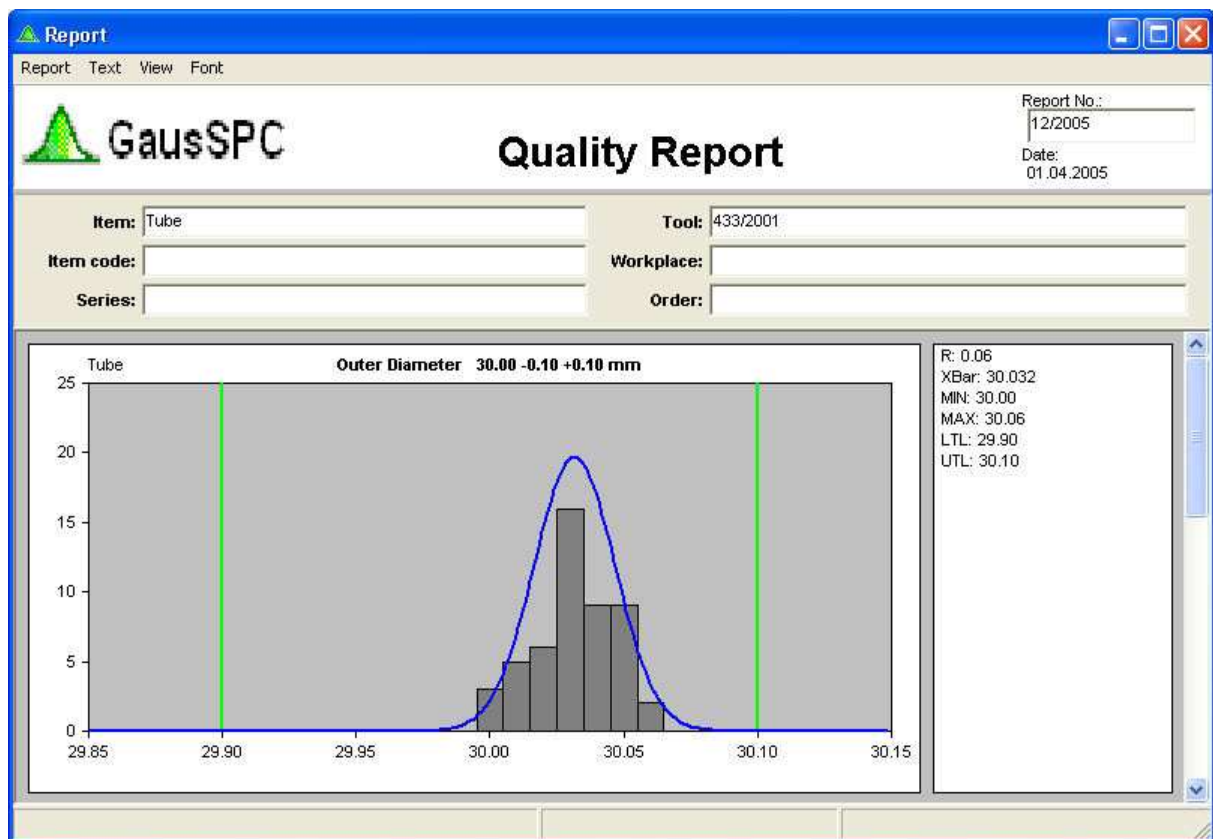 Report
Report Text View Font
GausSPC
Quality Report
Report No.:
12/2005
Date:
01.04.2005
Item: Tube
Tool: 433/2001
Item code:
Workplace:
Series:
Order:
Tube
Outer Diameter 30.00 -0.10 +0.10 mm
25
20
15
10
5
0
29.85 29.90 29.95 30.00 30.05 30.10 30.15
R: 0.06
XBar: 30.032
MIN: 30.00
MAX: 30.06
LTL: 29.90
UTL: 30.10